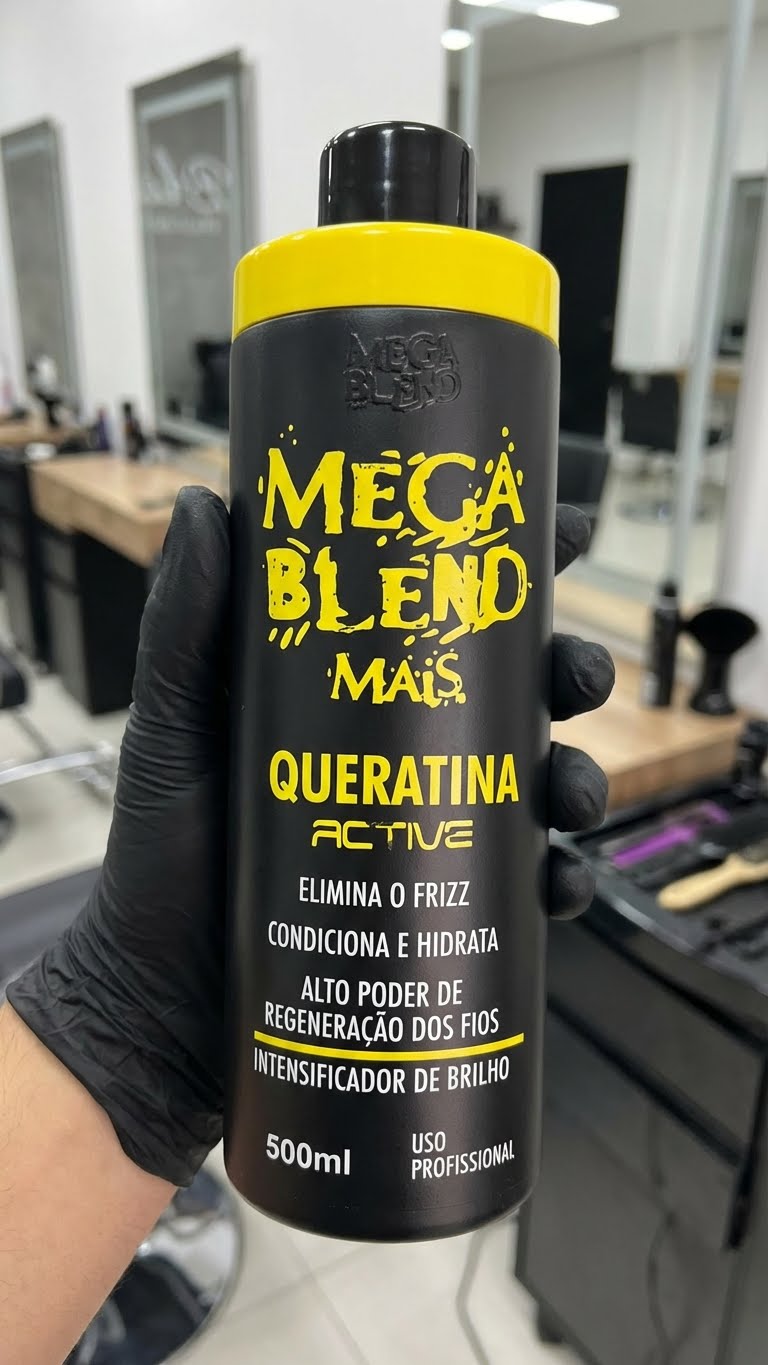 MEGA
BLEND
MEGA
BLEND
MAIS
QUERATINA
ACTIVE
ELIMINA O FRIZZ
CONDICIONA E HIDRATA
ALTO PODER DE
REGENERAÇÃO DOS FIOS
INTENSIFICADOR DE BRILHO
500ml
USO
PROFISSIONAL